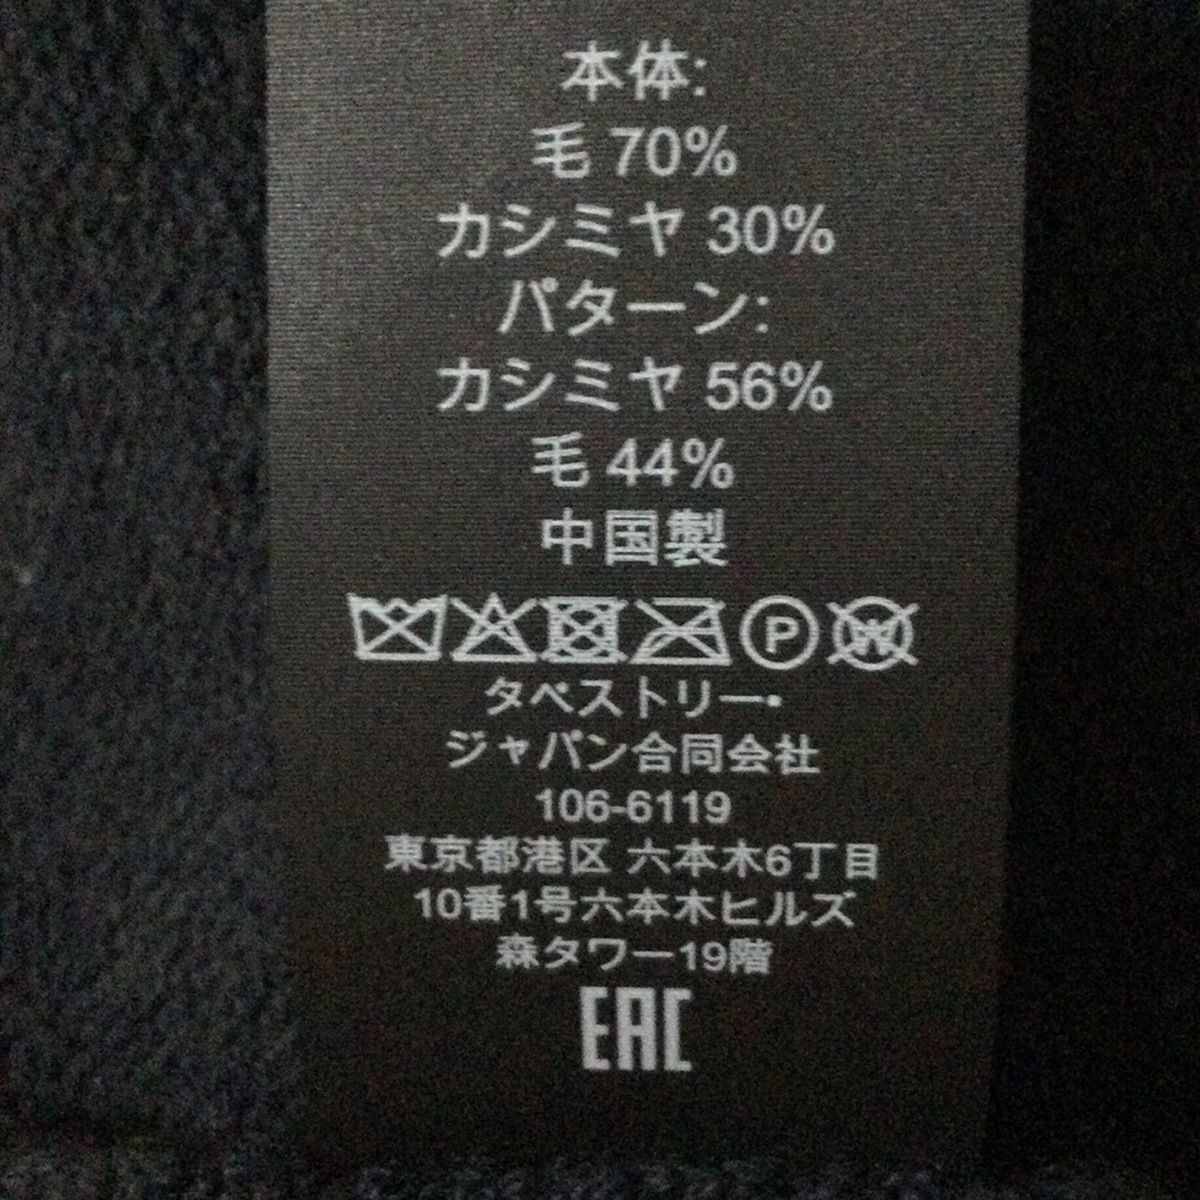 本体:
毛 70%
カシミヤ 30%
パターン:
カシミヤ 56%
毛 44%
中国製
P W
タペストリー・
ジャパン合同会社
106-6119
東京都港区 六本木6丁目
10番1号六本木ヒルズ
森タワー19階
EAC